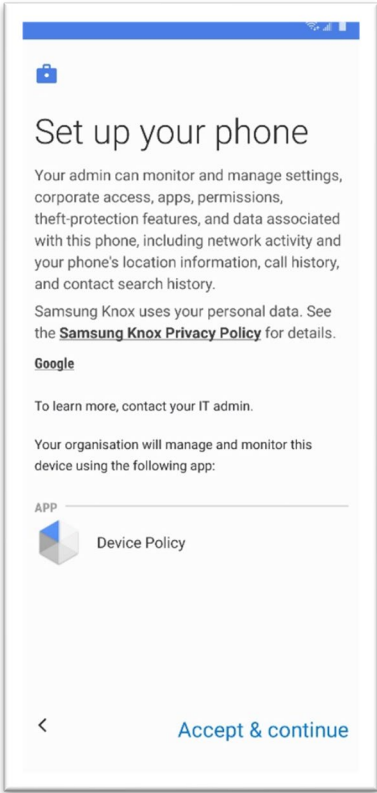 Set up your phone
Your admin can monitor and manage settings,
corporate access, apps, permissions,
theft-protection features, and data associated
with this phone, including network activity and
your phone's location information, call history,
and contact search history.
Samsung Knox uses your personal data. See
the Samsung Knox Privacy Policy for details.
Google
To learn more, contact your IT admin.
Your organisation will manage and monitor this
device using the following app:
APP
Device Policy
Accept & continue